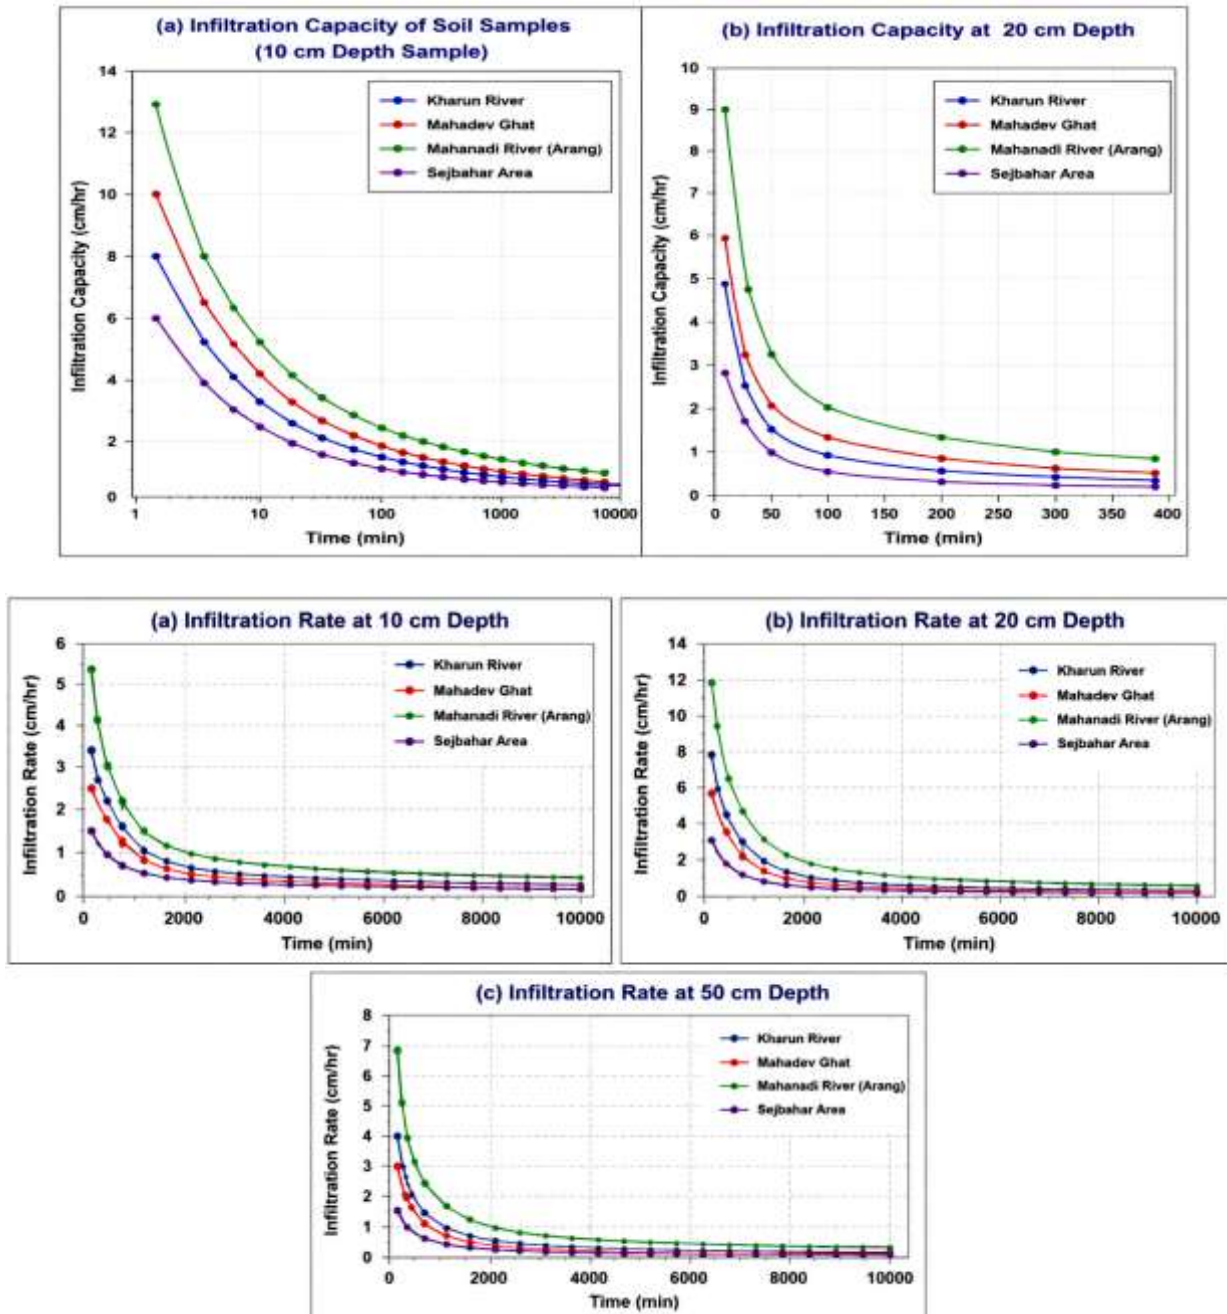 (a) Infiltration Capacity of Soil Samples
(10 cm Depth Sample)
Infiltration Capacity (cm/hr)
14
12
10
8
6
4
2
0
Kharun River
Mahadev Ghat
Mahanadi River (Arang)
Sejbahar Area
1 10 100 1000 10000
Time (min)
(b) Infiltration Capacity at 20 cm Depth
Infiltration Capacity (cm/hr)
10
9
8
7
6
5
4
3
2
1
0
Kharun River
Mahadev Ghat
Mahanadi River (Arang)
Sejbahar Area
0 50 100 150 200 250 300 350 400
Time (min)
(a) Infiltration Rate at 10 cm Depth
Infiltration Rate (cm/hr)
6
5
4
3
2
1
0
Kharun River
Mahadev Ghat
Mahanadi River (Arang)
Sejbahar Area
0 2000 4000 6000 8000 10000
Time (min)
(b) Infiltration Rate at 20 cm Depth
Infiltration Rate (cm/hr)
14
12
10
8
6
4
2
0
Kharun River
Mahadev Ghat
Mahanadi River (Arang)
Sejbahar Area
0 2000 4000 6000 8000 10000
Time (min)
(c) Infiltration Rate at 50 cm Depth
Infiltration Rate (cm/hr)
8
7
6
5
4
3
2
1
0
Kharun River
Mahadev Ghat
Mahanadi River (Arang)
Sejbahar Area
0 2000 4000 6000 8000 10000
Time (min)